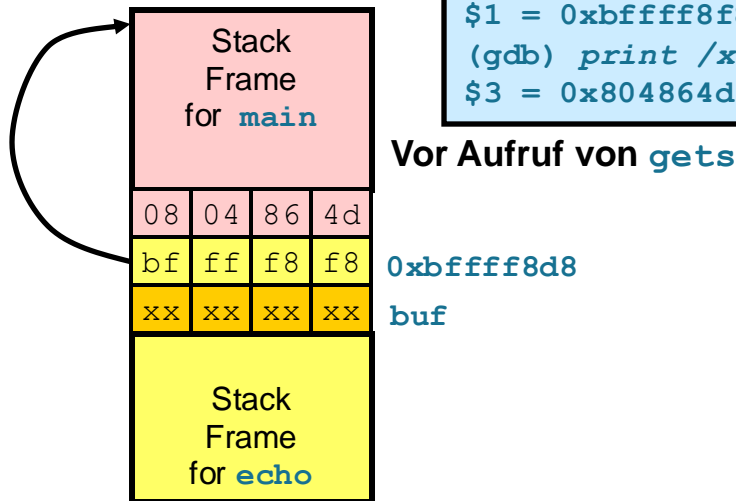 $1 = 0xbffff8f
(gdb) print /x
$3 = 0x804864d
Stack
Frame
for main
Vor Aufruf von gets
08 04 86 4d
bf ff f8 f8 0xbffff8d8
xx xx xx xx buf
Stack
Frame
for echo